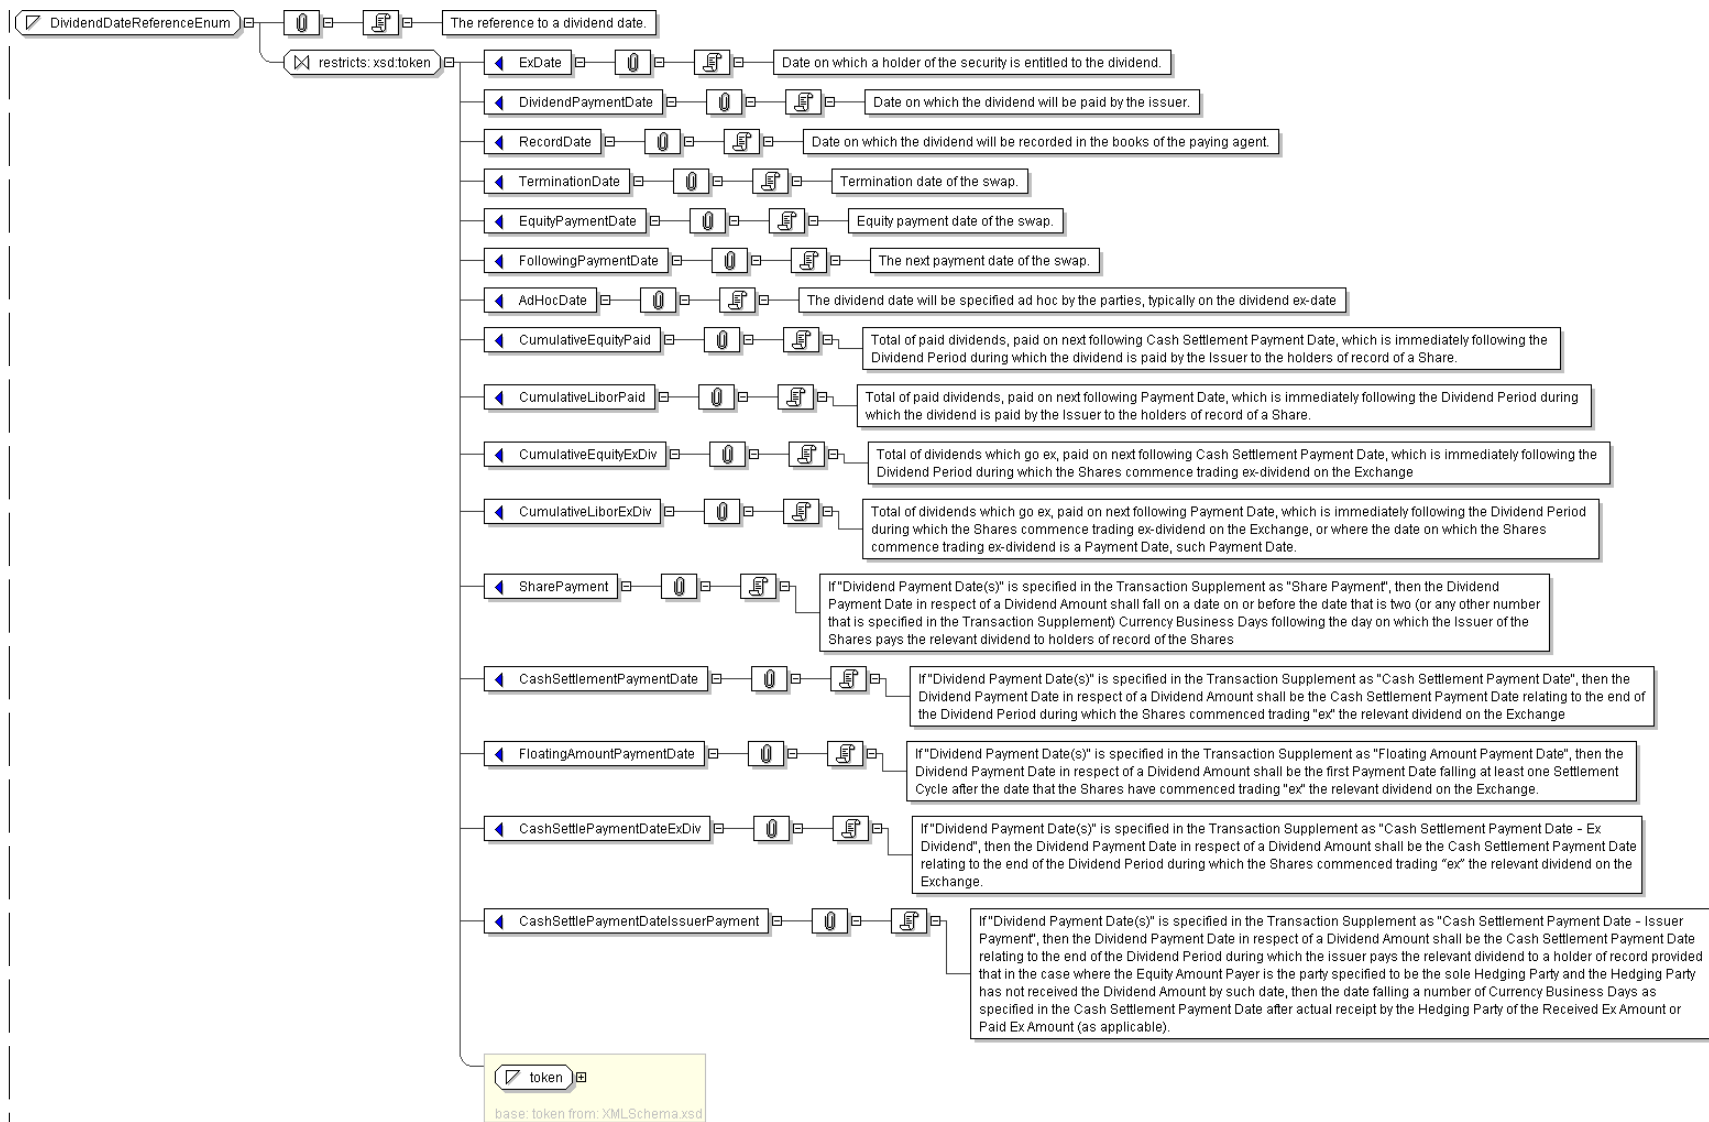 DividendDateReferenceEnum
The reference to a dividend date.
restricts: xsd:token
ExDate
Date on which a holder of the security is entitled to the dividend.
DividendPaymentDate
Date on which the dividend will be paid by the issuer.
RecordDate
Date on which the dividend will be recorded in the books of the paying agent.
TerminationDate
Termination date of the swap.
EquityPaymentDate
Equity payment date of the swap.
FollowingPaymentDate
The next payment date of the swap.
AdHocDate
The dividend date will be specified ad hoc by the parties, typically on the dividend ex-date
CumulativeEquityPaid
Total of paid dividends, paid on next following Cash Settlement Payment Date, which is immediately following the
Dividend Period during which the dividend is paid by the Issuer to the holders of record of a Share.
CumulativeLiborPaid
Total of paid dividends, paid on next following Payment Date, which is immediately following the Dividend Period during
which the dividend is paid by the Issuer to the holders of record of a Share.
CumulativeEquityExDiv
Total of dividends which go ex, paid on next following Cash Settlement Payment Date, which is immediately following the
Dividend Period during which the Shares commence trading ex-dividend on the Exchange
CumulativeLiborExDiv
Total of dividends which go ex, paid on next following Payment Date, which is immediately following the Dividend Period
during which the Shares commence trading ex-dividend on the Exchange, or where the date on which the Shares
commence trading ex-dividend is a Payment Date, such Payment Date.
SharePayment
If "Dividend Payment Date(s)" is specified in the Transaction Supplement as "Share Payment", then the Dividend
Payment Date in respect of a Dividend Amount shall fall on a date on or before the date that is two (or any other number
that is specified in the Transaction Supplement) Currency Business Days following the day on which the Issuer of the
Shares pays the relevant dividend to holders of record of the Shares
CashSettlementPaymentDate
If "Dividend Payment Date(s)" is specified in the Transaction Supplement as "Cash Settlement Payment Date", then the
Dividend Payment Date in respect of a Dividend Amount shall be the Cash Settlement Payment Date relating to the end of
the Dividend Period during which the Shares commenced trading "ex" the relevant dividend on the Exchange
FloatingAmountPaymentDate
If "Dividend Payment Date(s)" is specified in the Transaction Supplement as "Floating Amount Payment Date", then the
Dividend Payment Date in respect of a Dividend Amount shall be the first Payment Date falling at least one Settlement
Cycle after the date that the Shares have commenced trading "ex" the relevant dividend on the Exchange.
CashSettlePaymentDateExDiv
If "Dividend Payment Date(s)" is specified in the Transaction Supplement as "Cash Settlement Payment Date – Ex
Dividend", then the Dividend Payment Date in respect of a Dividend Amount shall be the Cash Settlement Payment Date
relating to the end of the Dividend Period during which the Shares commenced trading “ex” the relevant dividend on the
Exchange.
CashSettlePaymentDateIssuerPayment
If "Dividend Payment Date(s)" is specified in the Transaction Supplement as "Cash Settlement Payment Date – Issuer
Payment", then the Dividend Payment Date in respect of a Dividend Amount shall be the Cash Settlement Payment Date
relating to the end of the Dividend Period during which the issuer pays the relevant dividend to a holder of record provided
that in the case where the Equity Amount Payer is the party specified to be the sole Hedging Party and the Hedging Party
has not received the Dividend Amount by such date, then the date falling a number of Currency Business Days as
specified in the Cash Settlement Payment Date after actual receipt by the Hedging Party of the Received Ex Amount or
Paid Ex Amount (as applicable).
token
base: token from: XMLSchema.xsd